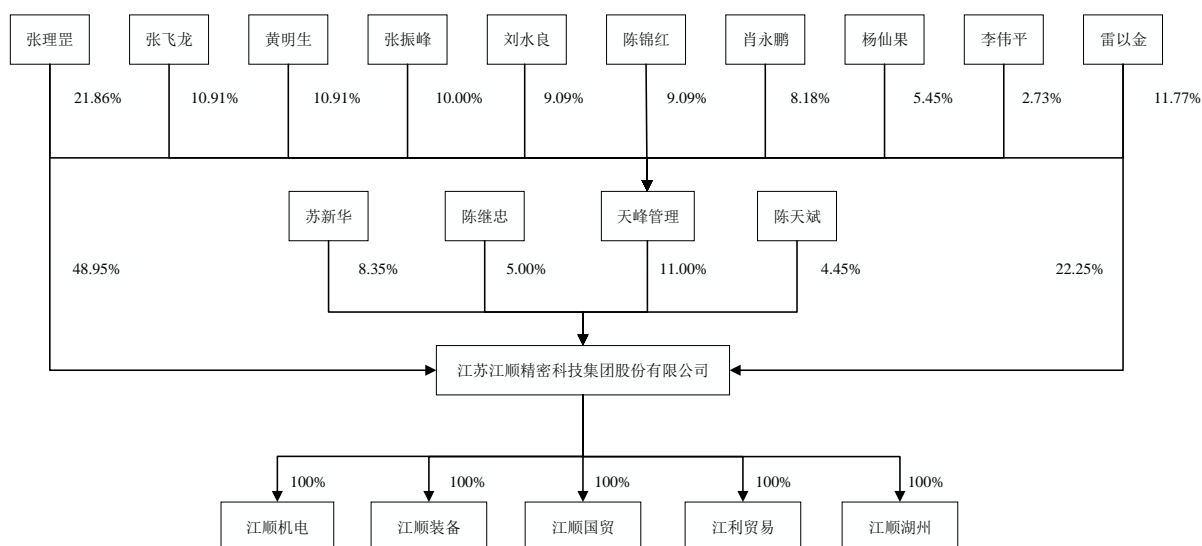 张理罡 张飞龙 黄明生 张振峰 刘水良 陈锦红 肖永鹏 杨仙果 李伟平 雷以金
21.86% 10.91% 10.91% 10.00% 9.09% 9.09% 8.18% 5.45% 2.73% 11.77%
苏新华 陈继忠 天峰管理 陈天斌
48.95% 8.35% 5.00% 11.00% 4.45% 22.25%
江苏江顺精密科技集团股份有限公司
100% 100% 100% 100% 100%
江顺机电 江顺装备 江顺国贸 江利贸易 江顺湖州